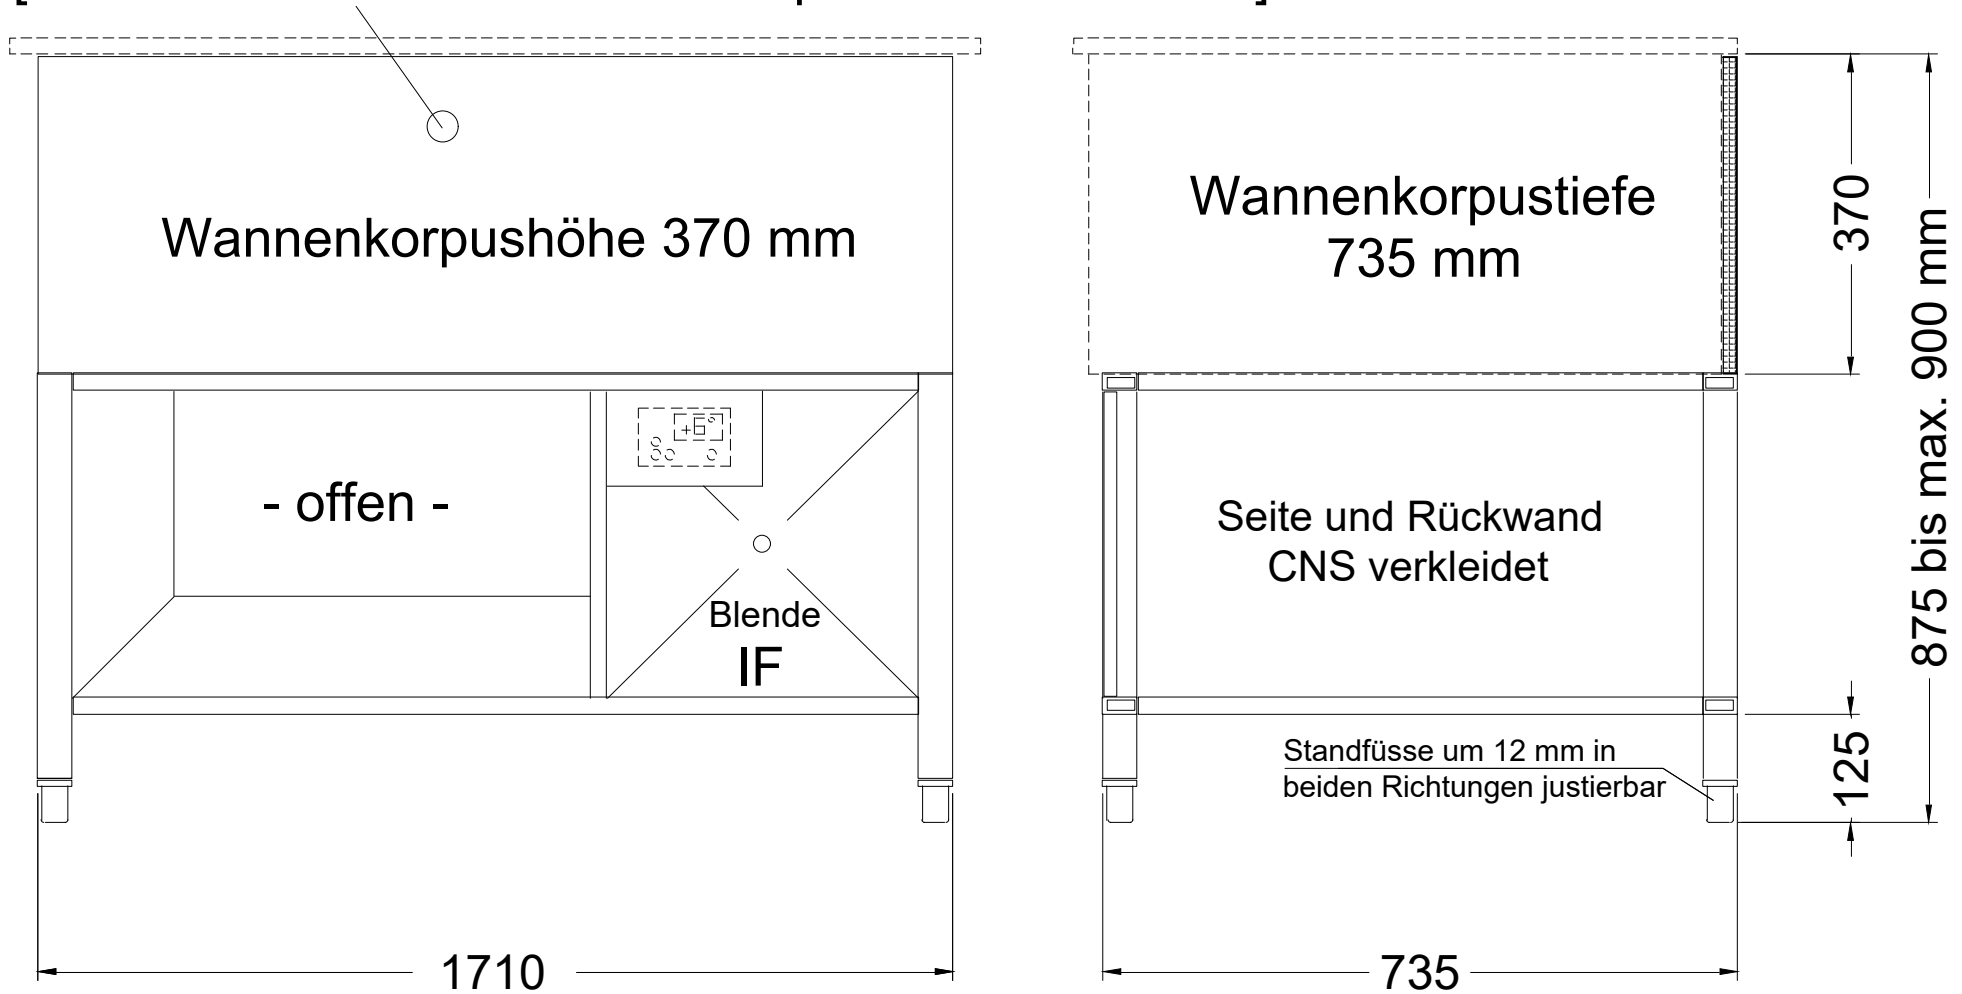 Wannenkorpushöhe 370 mm
- offen -
+6°
Blende
IF
1710
Wannenkorpustiefe
735 mm
Seite und Rückwand
CNS verkleidet
Standfüsse um 12 mm in
beiden Richtungen justierbar
735
370
125
875 bis max. 900 mm